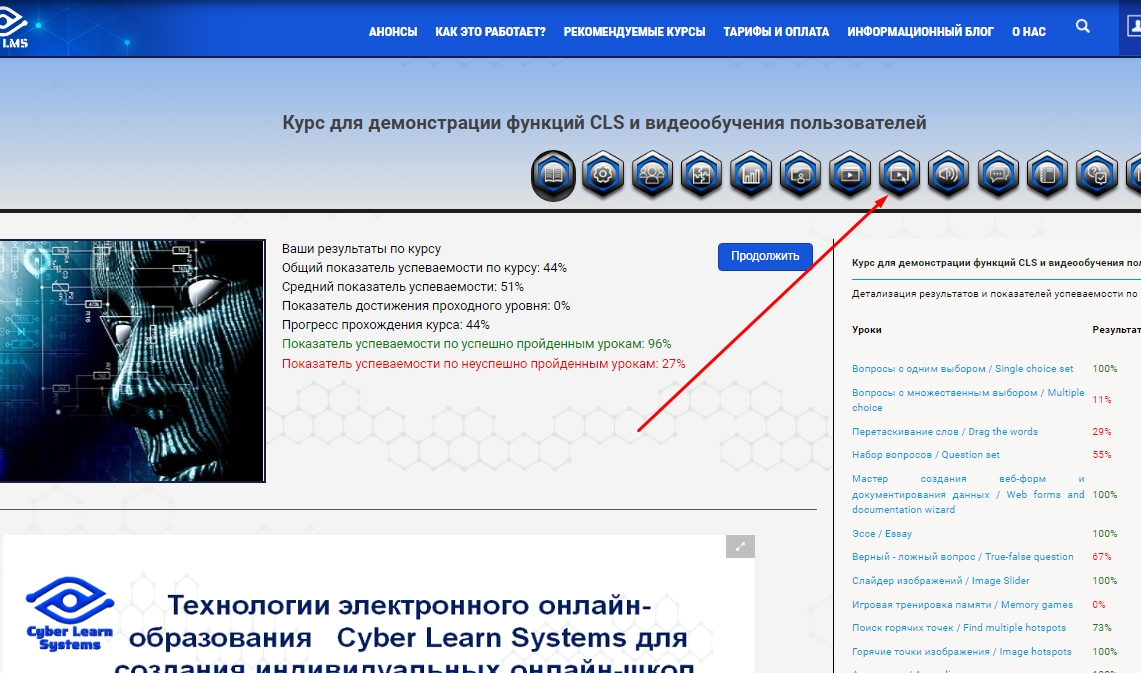 LMS
АНОНСЫ КАК ЭТО РАБОТАЕТ? РЕКОМЕНДУЕМЫЕ КУРСЫ ТАРИФЫ И ОПЛАТА ИНФОРМАЦИОННЫЙ БЛОГ О НАС
Курс для демонстрации функций CLS и видеообучения пользователей
Ваши результаты по курсу
Общий показатель успеваемости по курсу: 44%
Средний показатель успеваемости: 51%
Показатель достижения проходного уровня: 0%
Прогресс прохождения курса: 44%
Показатель успеваемости по успешно пройденным урокам: 96%
Показатель успеваемости по неуспешно пройденным урокам: 27%
Продолжить
Курс для демонстрации функций CLS и видеообучения пол
Детализация результатов и показателей успеваемости по
Уроки Результат
Вопросы с одним выбором / Single choice set 100%
Вопросы с множественным выбором / Multiple
choice 11%
Перетаскивание слов / Drag the words 29%
Набор вопросов / Question set 55%
Мастер создания веб-форм и
документирования данных / Web forms and
documentation wizard 100%
Эссе / Essay 100%
Верный - ложный вопрос / True-false question 67%
Слайдер изображений / Image Slider 100%
Игровая тренировка памяти / Memory games 0%
Поиск горячих точек / Find multiple hotspots 73%
Горячие точки изображения / Image hotspots 100%
Cyber Learn
Systems
Технологии электронного онлайн-
образования Cyber Learn Systems для
создания индивидуальных онлайн-школ